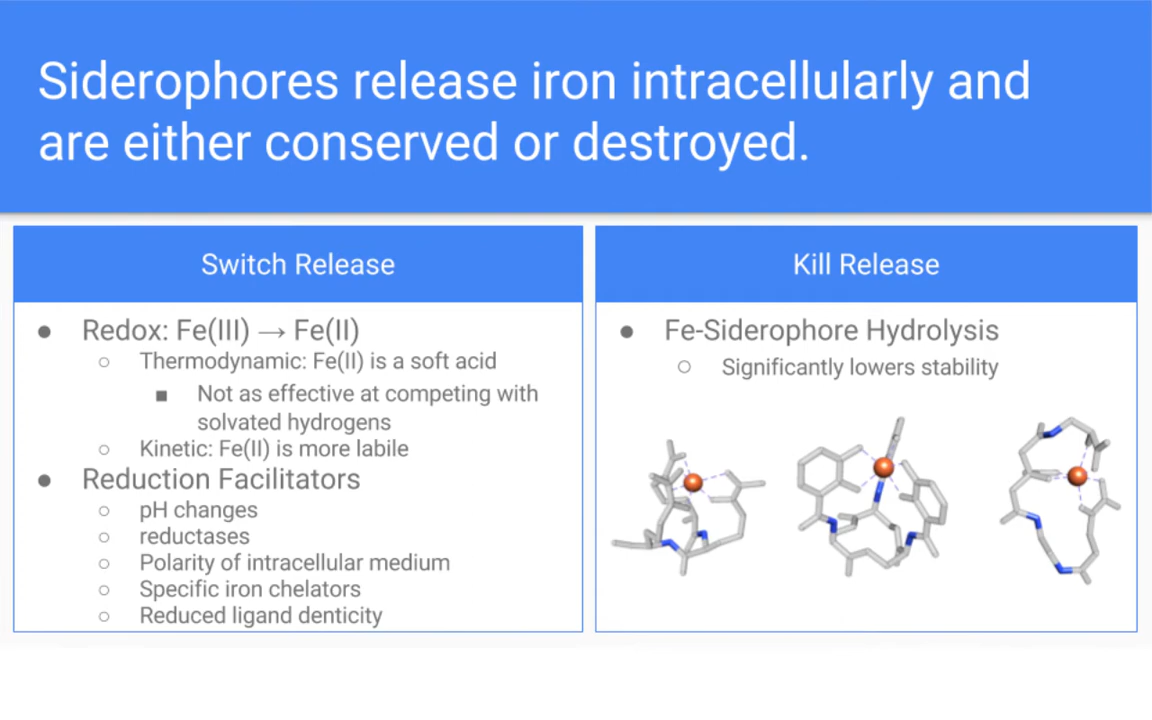 Siderophores release iron intracellularly and
are either conserved or destroyed.
Switch Release
● Redox: Fe(III) → Fe(II)
○ Thermodynamic: Fe(II) is a soft acid
■ Not as effective at competing with
solvated hydrogens
○ Kinetic: Fe(II) is more labile
● Reduction Facilitators
○ pH changes
○ reductases
○ Polarity of intracellular medium
○ Specific iron chelators
○ Reduced ligand denticity
Kill Release
● Fe-Siderophore Hydrolysis
○ Significantly lowers stability